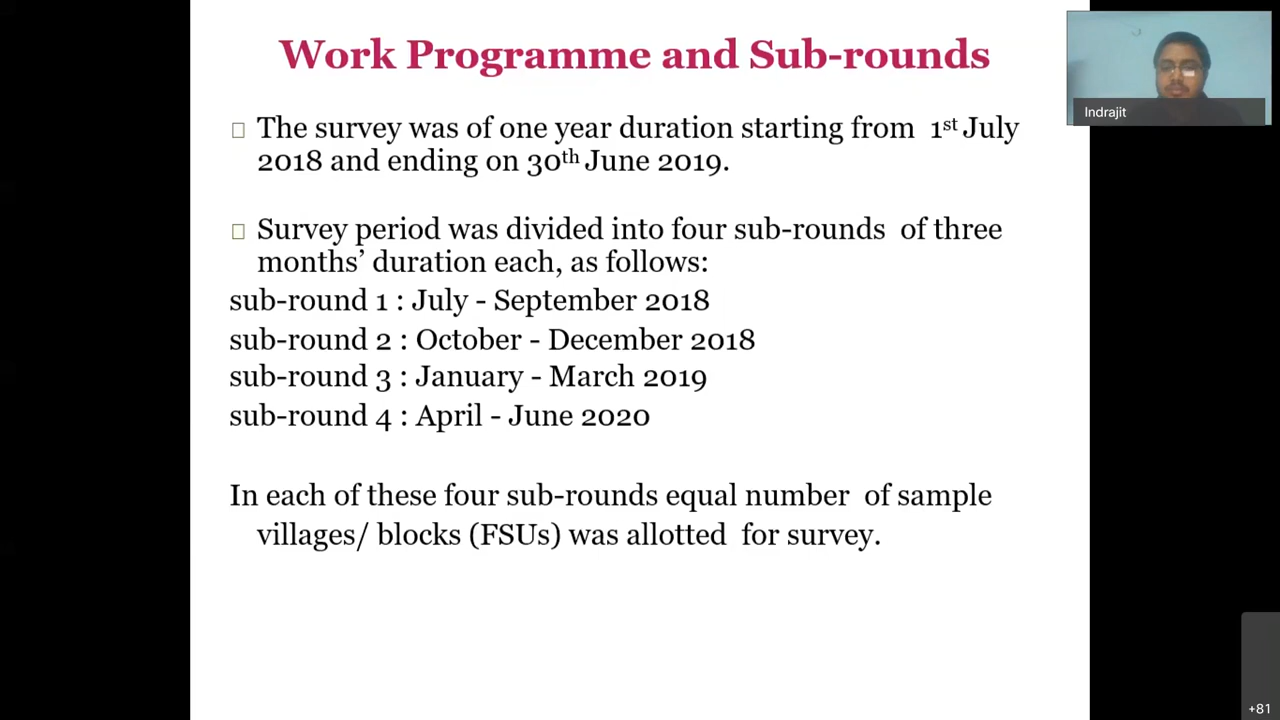 Work Programme and Sub-rounds
The survey was of one year duration starting from 1st July
2018 and ending on 30th June 2019.
Survey period was divided into four sub-rounds of three
months' duration each, as follows:
sub-round 1 : July - September 2018
sub-round 2 : October - December 2018
sub-round 3 : January - March 2019
sub-round 4 : April - June 2020
In each of these four sub-rounds equal number of sample
villages/ blocks (FSUs) was allotted for survey.
Indrajit
+81